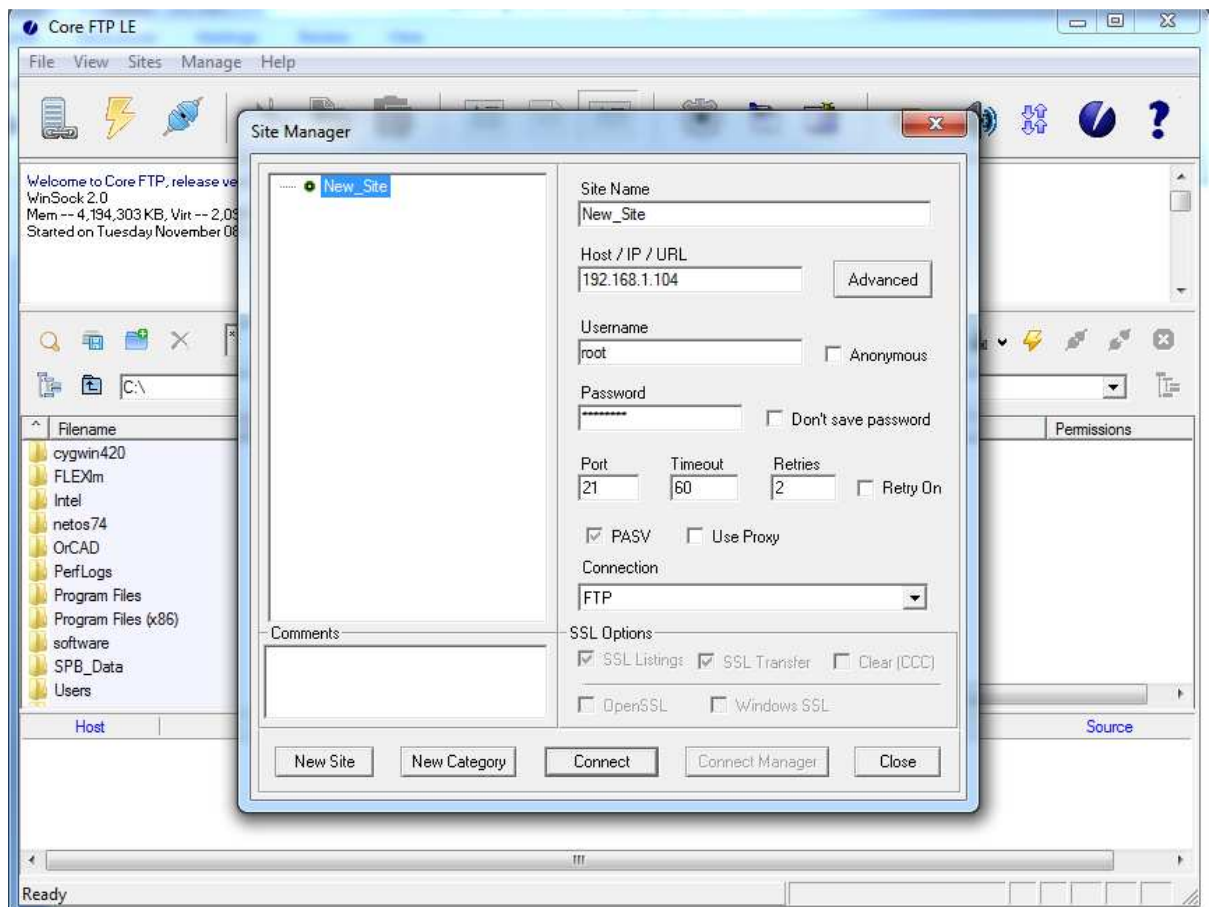 Core FTP LE
File View Sites Manage Help
Site Manager
Welcome to Core FTP, release ve
WinSock 2.0
Mem -- 4,194,303 KB, Virt -- 2,09
Started on Tuesday November 08
New_Site
Site Name
New_Site
Host / IP / URL
192.168.1.104
Advanced
Username
root
Anonymous
Password
********
Don't save password
Port Timeout Retries
21 60 2 Retry On
PASV Use Proxy
Connection
FTP
Comments
SSL Options
SSL Listings SSL Transfer Clear (CCC)
OpenSSL Windows SSL
New Site New Category Connect Connect Manager Close
C:\
^ Filename Permissions
cygwin420
FLEXlm
Intel
netos74
OrCAD
PerfLogs
Program Files
Program Files (x86)
software
SPB_Data
Users
Host Source
Ready